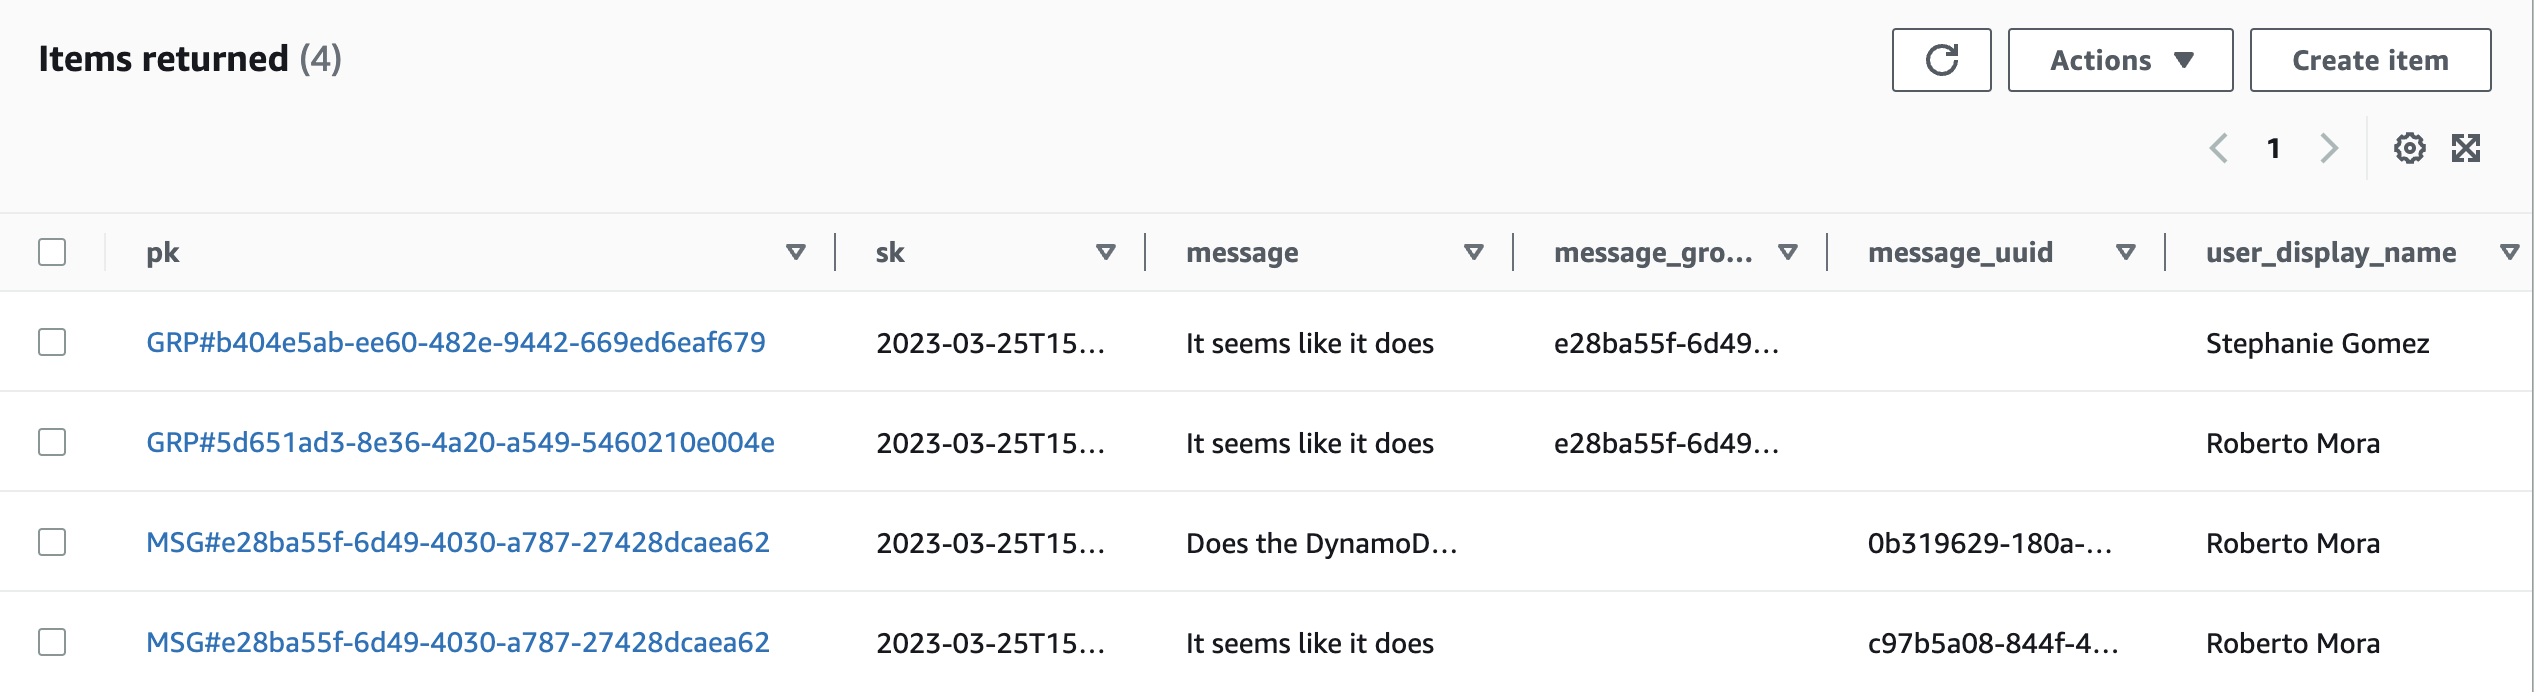 Items returned (4)
Actions
Create item
1
pk sk message message_gro... message_uuid user_display_name
GRP#b404e5ab-ee60-482e-9442-669ed6eaf679 2023-03-25T15... It seems like it does e28ba55f-6d49... Stephanie Gomez
GRP#5d651ad3-8e36-4a20-a549-5460210e004e 2023-03-25T15... It seems like it does e28ba55f-6d49... Roberto Mora
MSG#e28ba55f-6d49-4030-a787-27428dcaea62 2023-03-25T15... Does the DynamoD... 0b319629-180a-... Roberto Mora
MSG#e28ba55f-6d49-4030-a787-27428dcaea62 2023-03-25T15... It seems like it does c97b5a08-844f-4... Roberto Mora